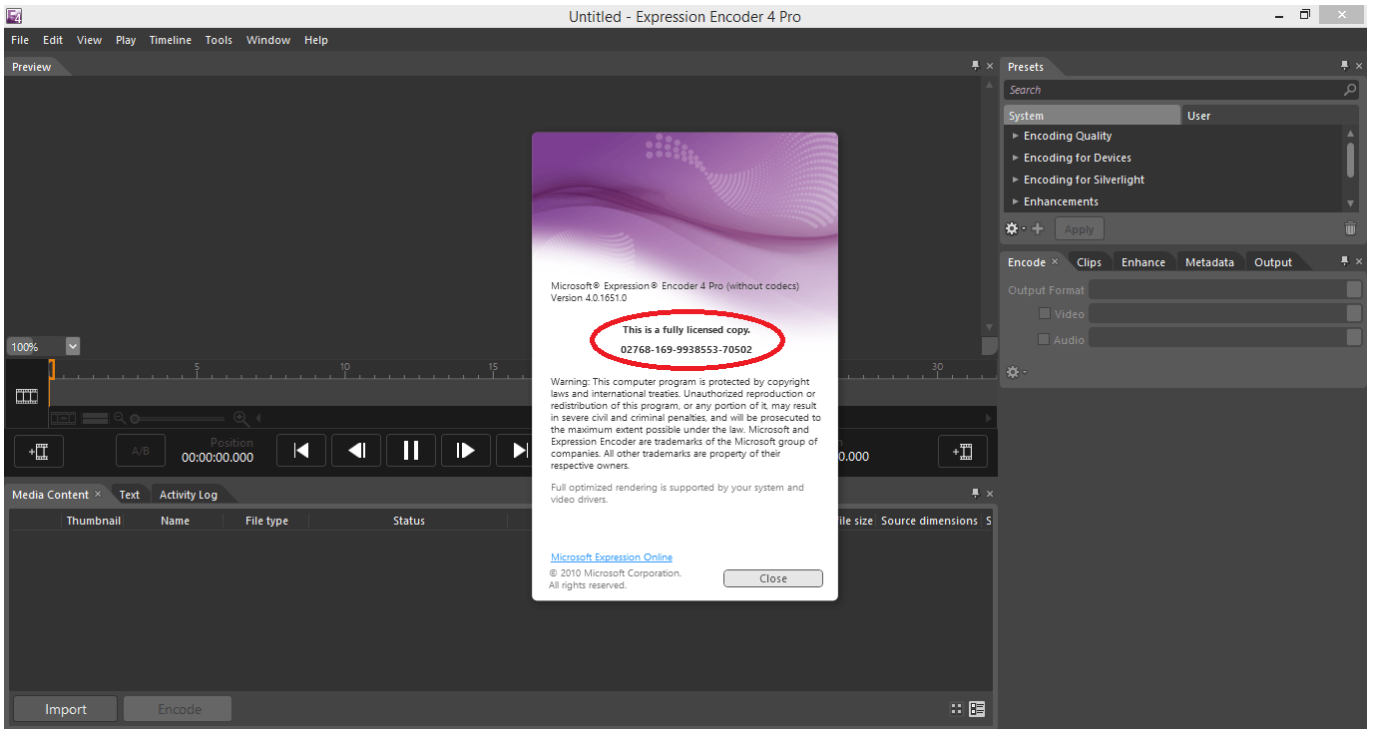 Untitled - Expression Encoder 4 Pro
File Edit View Play Timeline Tools Window Help
Preview
Presets
Search
System User
Encoding Quality
Encoding for Devices
Encoding for Silverlight
Enhancements
Apply
Encode Clips Enhance Metadata Output
Output Format
Video
Audio
Microsoft® Expression® Encoder 4 Pro (without codecs)
Version 4.0.1651.0
This is a fully licensed copy.
02768-169-9938553-70502
Warning: This computer program is protected by copyright
laws and international treaties. Unauthorized reproduction or
redistribution of this program, or any portion of it, may result
in severe civil and criminal penalties, and will be prosecuted to
the maximum extent possible under the law. Microsoft and
Expression Encoder are trademarks of the Microsoft group of
companies. All other trademarks are property of their
respective owners.
Full optimized rendering is supported by your system and
video drivers.
Microsoft Expression Online
© 2010 Microsoft Corporation.
All rights reserved.
Close
100%
5 10 15 30
A/B
Position
00:00:00.000
0.000
Media Content Text Activity Log
Thumbnail Name File type Status file size Source dimensions S
Import Encode